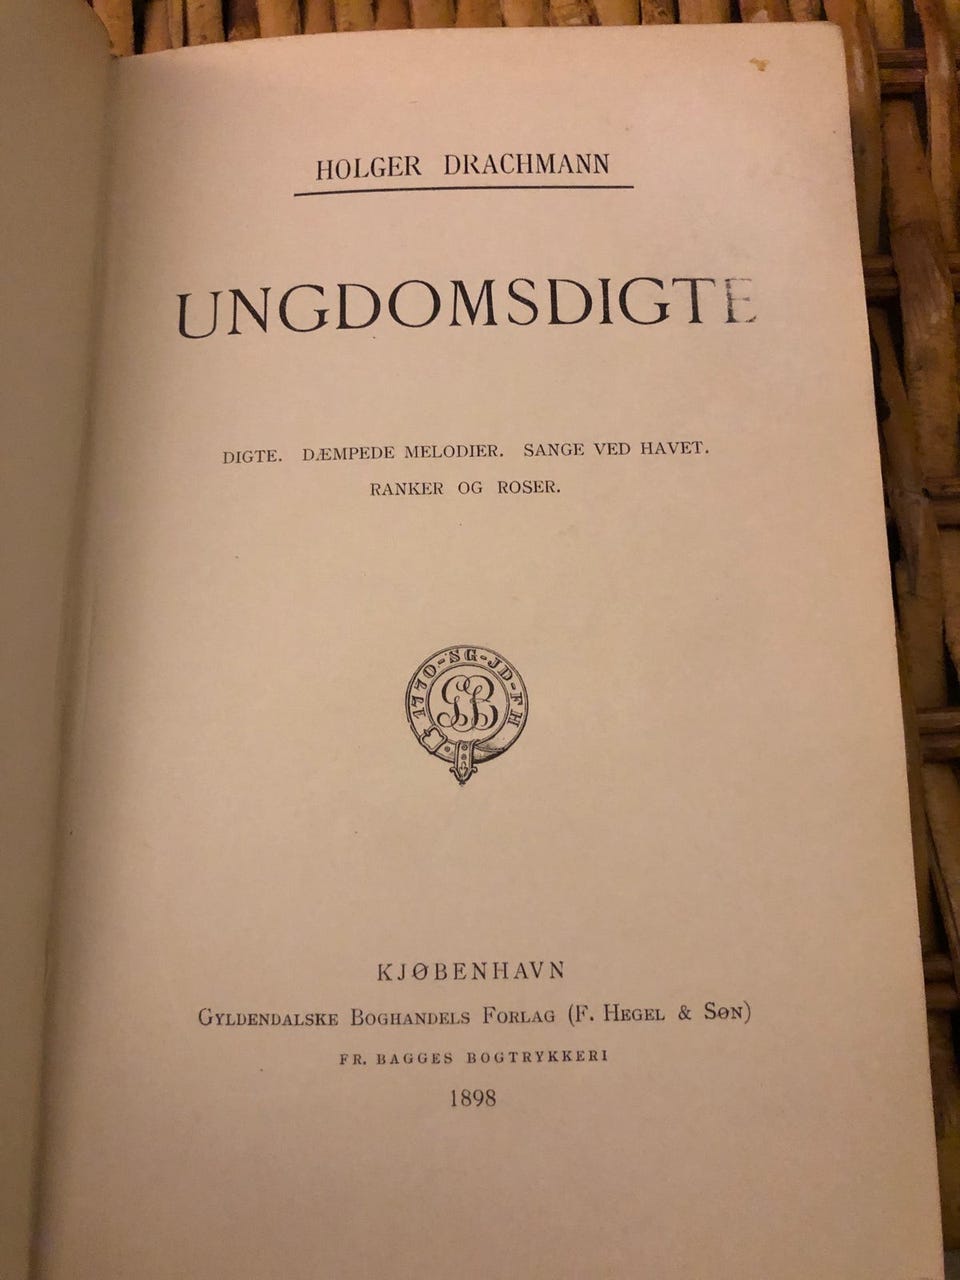 HOLGER DRACHMANN
UNGDOMSDIGTE
DIGTE. DÆMPEDE MELODIER. SANGE VED HAVET.
RANKER OG ROSER.
1770-SG-JD-FH
GB
KJØBENHAVN
GYLDENDALSKE BOGHANDELS FORLAG (F. HEGEL & SØN)
FR. BAGGES BOGTRYKKERI
1898